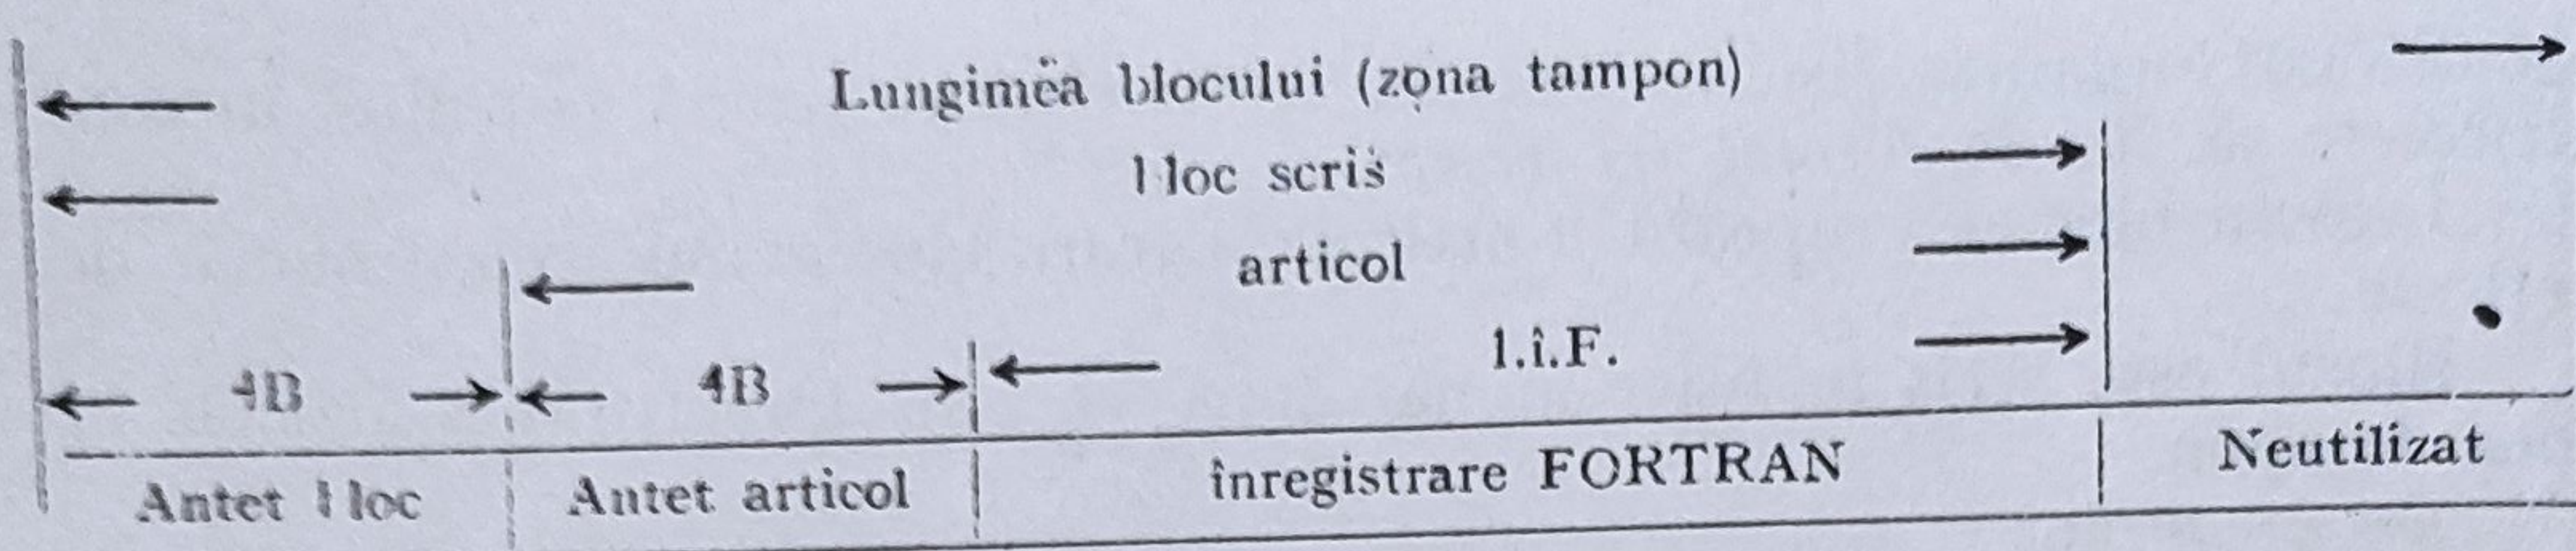 Lungimea blocului (zona tampon)
bloc scris
articol
l.î.F.
4B 4B
Antet bloc Antet articol înregistrare FORTRAN Neutilizat